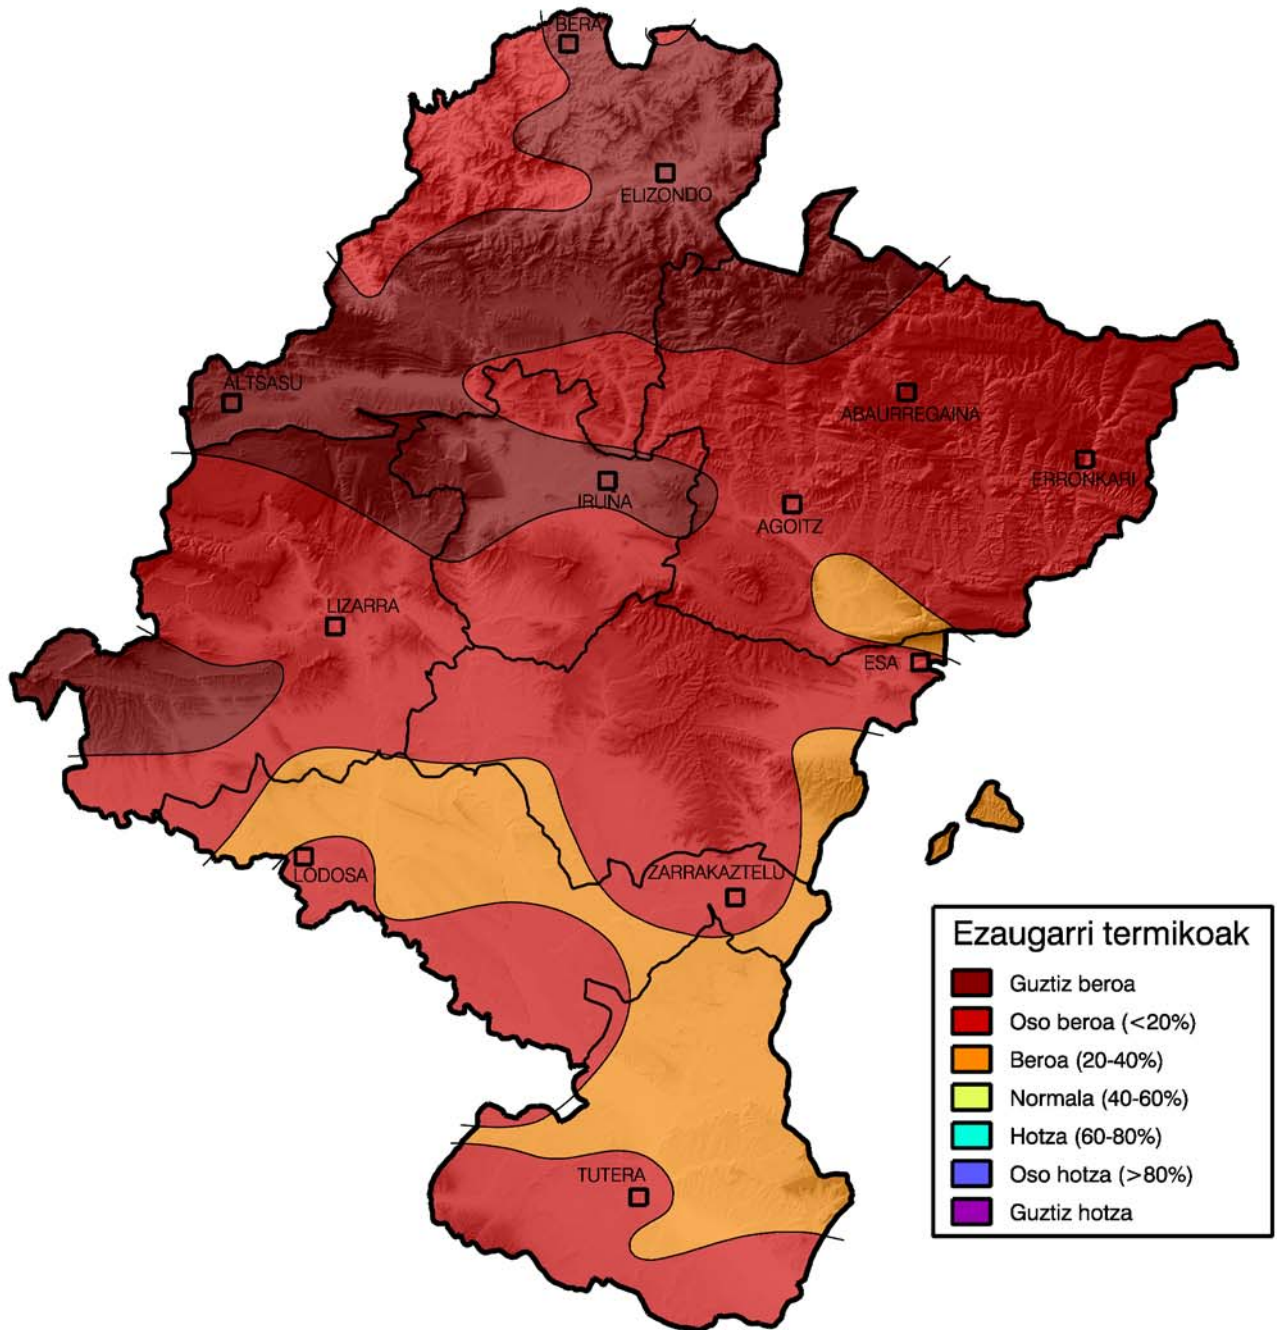 BERA
ELIZONDO
ALTSASU
ABAURREGAINA
ERRONKARI
IRUNA
AGOITZ
LIZARRA
ESA
LODOSA
ZARRAKAZTELU
TUTERA
Ezaugarri termikoak
Guztiz beroa
Oso beroa (<20%)
Beroa (20-40%)
Normala (40-60%)
Hotza (60-80%)
Oso hotza (>80%)
Guztiz hotza